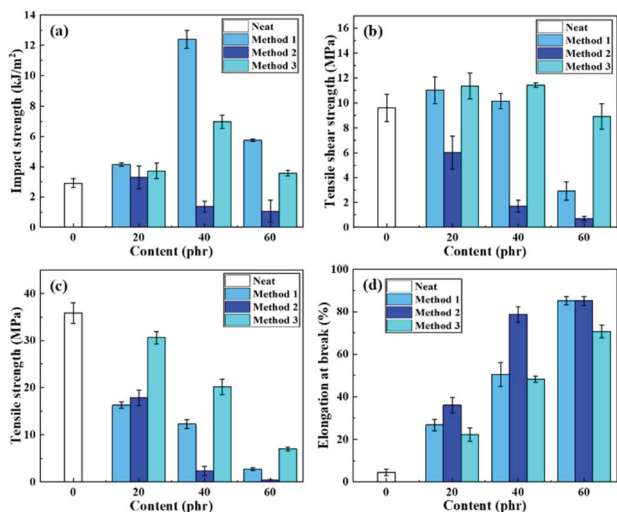 (a)
Neat
Method 1
Method 2
Method 3
Impact strength (kJ/m²)
14
12
10
8
6
4
2
0
0 20 40 60
Content (phr)
(b)
Neat
Method 1
Method 2
Method 3
Tensile shear strength (MPa)
16
14
12
10
8
6
4
2
0
0 20 40 60
Content (phr)
(c)
Neat
Method 1
Method 2
Method 3
Tensile strength (MPa)
40
30
20
10
0
0 20 40 60
Content (phr)
(d)
Neat
Method 1
Method 2
Method 3
Elongation at break (%)
100
80
60
40
20
0
0 20 40 60
Content (phr)